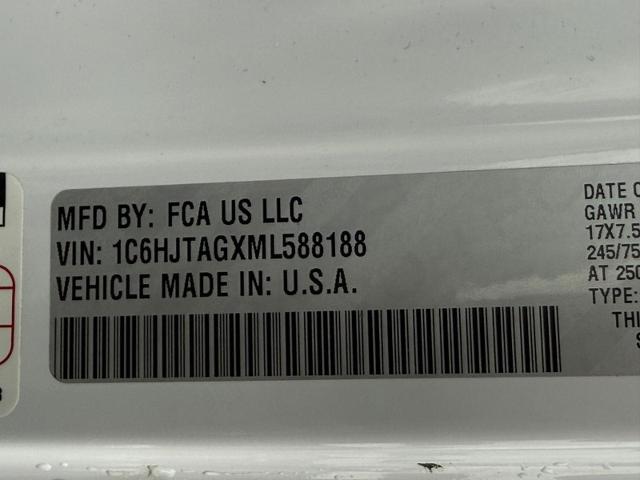 MFD BY: FCA US LLC
VIN: 1C6HJTAGXML588188
VEHICLE MADE IN: U.S.A.
DATE O
GAWR
17X7.5
245/75
AT 250
TYPE:
THI
S